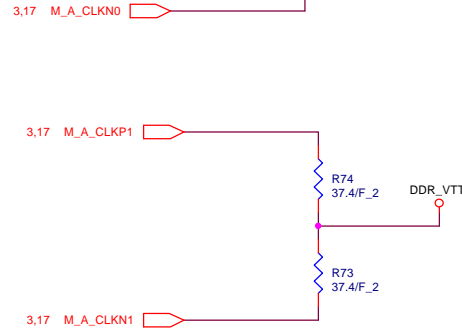 3,17 M_A_CLKN0
3,17 M_A_CLKP1
R74
37.4/F_2
DDR_VTT
R73
37.4/F_2
3,17 M_A_CLKN1